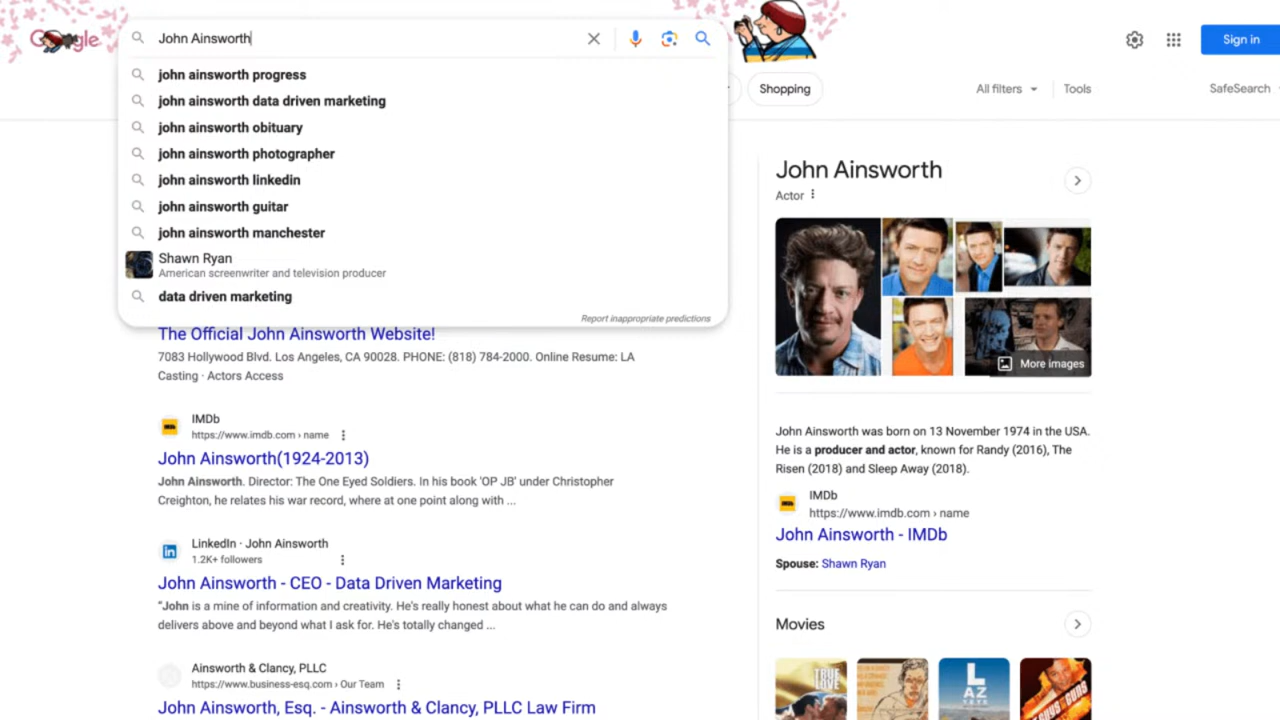 Google
John Ainsworth
john ainsworth progress
john ainsworth data driven marketing
john ainsworth obituary
john ainsworth photographer
john ainsworth linkedin
john ainsworth guitar
john ainsworth manchester
Shawn Ryan
American screenwriter and television producer
data driven marketing
Report inappropriate predictions
Sign in
Shopping
All filters
Tools
SafeSearch
The Official John Ainsworth Website!
7083 Hollywood Blvd. Los Angeles, CA 90028. PHONE: (818) 784-2000. Online Resume: LA
Casting · Actors Access
IMDb
https://www.imdb.com › name
John Ainsworth(1924-2013)
John Ainsworth. Director: The One Eyed Soldiers. In his book 'OP JB' under Christopher
Creighton, he relates his war record, where at one point along with ...
LinkedIn · John Ainsworth
1.2K+ followers
John Ainsworth - CEO - Data Driven Marketing
“John is a mine of information and creativity. He's really honest about what he can do and always
delivers above and beyond what I ask for. He's totally changed ...
Ainsworth & Clancy, PLLC
https://www.business-esq.com › Our Team
John Ainsworth, Esq. - Ainsworth & Clancy, PLLC Law Firm
John Ainsworth
Actor
More images
John Ainsworth was born on 13 November 1974 in the USA.
He is a producer and actor, known for Randy (2016), The
Risen (2018) and Sleep Away (2018).
IMDb
https://www.imdb.com › name
John Ainsworth - IMDb
Spouse: Shawn Ryan
Movies
TRUE
LOVE
L
AZ